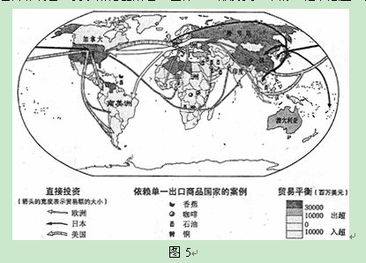 加拿大
俄罗斯
南美洲
澳大利亚
直接投资
(箭头的宽度表示贸易额的大小)
欧洲
日本
美国
依赖单一出口商品国家的案例
香蕉
咖啡
石油
铜
贸易平衡(百万美元)
30000
10000 出超
0
10000 入超
图 5